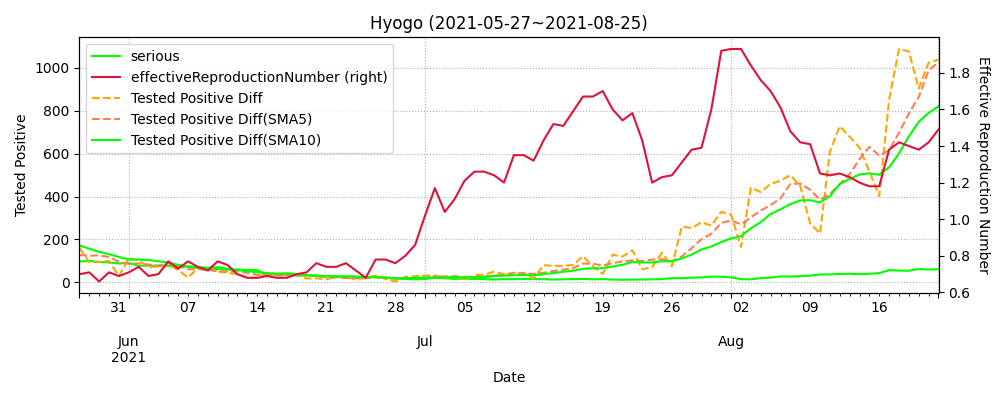 Hyogo (2021-05-27~2021-08-25)
serious
effectiveReproductionNumber (right)
Tested Positive Diff
Tested Positive Diff(SMA5)
Tested Positive Diff(SMA10)
Tested Positive
1000
800
600
400
200
0
Effective Reproduction Number
1.8
1.6
1.4
1.2
1.0
0.8
0.6
31 07 14 21 28 05 12 19 26 02 09 16
Jun Jul Aug
2021
Date